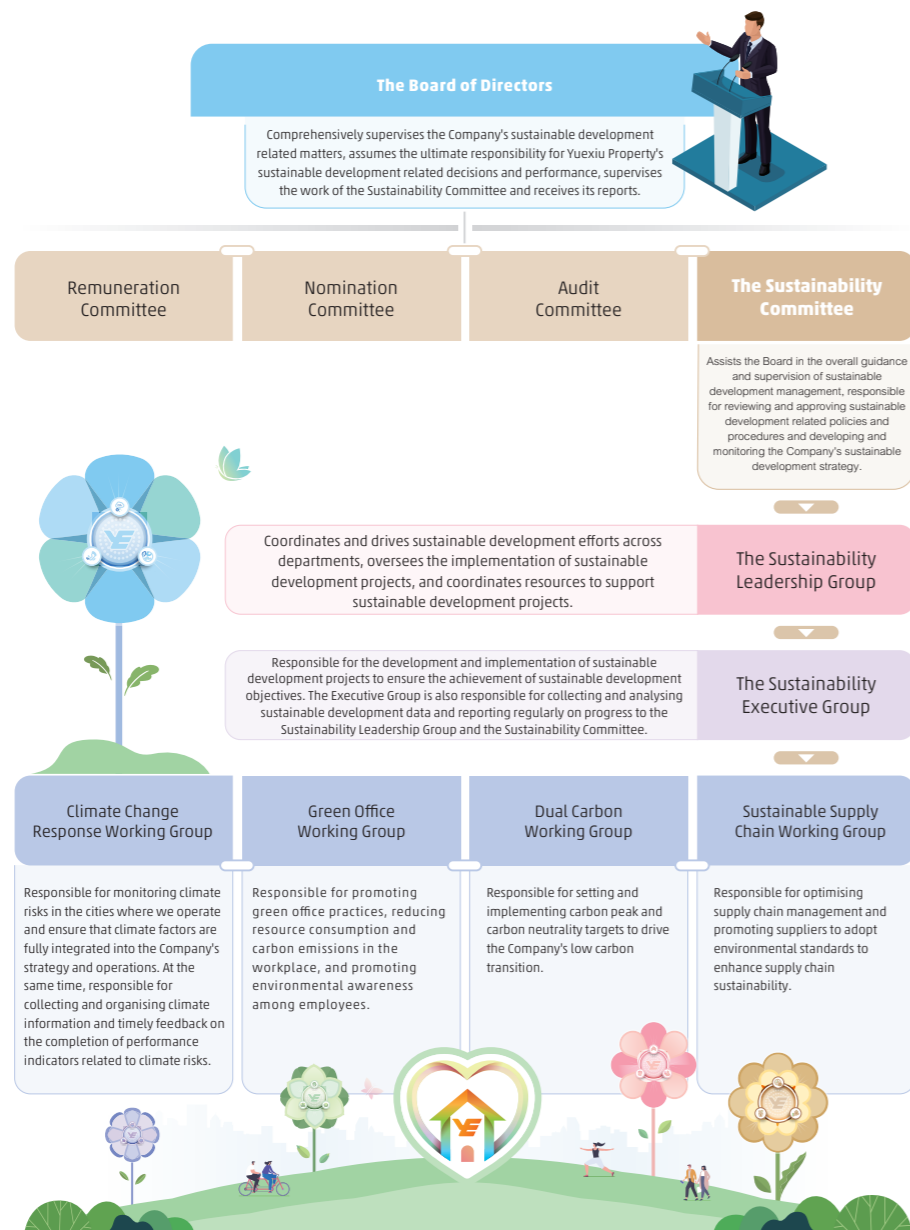 The Board of Directors
Comprehensively supervises the Company's sustainable development
related matters, assumes the ultimate responsibility for Yuexiu Property's
sustainable development related decisions and performance, supervises
the work of the Sustainability Committee and receives its reports.
Remuneration
Committee
Nomination
Committee
Audit
Committee
The Sustainability
Committee
Assists the Board in the overall guidance
and supervision of sustainable
development management, responsible
for reviewing and approving sustainable
development related policies and
procedures and developing and
monitoring the Company's sustainable
development strategy.
Coordinates and drives sustainable development efforts across
departments, oversees the implementation of sustainable
development projects, and coordinates resources to support
sustainable development projects.
The Sustainability
Leadership Group
Responsible for the development and implementation of sustainable
development projects to ensure the achievement of sustainable development
objectives. The Executive Group is also responsible for collecting and analysing
sustainable development data and reporting regularly on progress to the
Sustainability Leadership Group and the Sustainability Committee.
The Sustainability
Executive Group
Climate Change
Response Working Group
Responsible for monitoring climate
risks in the cities where we operate
and ensure that climate factors are
fully integrated into the Company's
strategy and operations. At the
same time, responsible for
collecting and organising climate
information and timely feedback on
the completion of performance
indicators related to climate risks.
Green Office
Working Group
Responsible for promoting
green office practices, reducing
resource consumption and
carbon emissions in the
workplace, and promoting
environmental awareness
among employees.
Dual Carbon
Working Group
Responsible for setting and
implementing carbon peak and
carbon neutrality targets to drive
the Company's low carbon
transition.
Sustainable Supply
Chain Working Group
Responsible for optimising
supply chain management and
promoting suppliers to adopt
environmental standards to
enhance supply chain
sustainability.